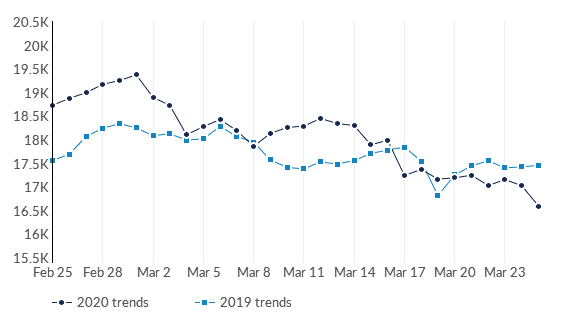 20.5K
20K
19.5K
19K
18.5K
18K
17.5K
17K
16.5K
16K
15.5K
Feb 25 Feb 28 Mar 2 Mar 5 Mar 8 Mar 11 Mar 14 Mar 17 Mar 20 Mar 23
2020 trends 2019 trends